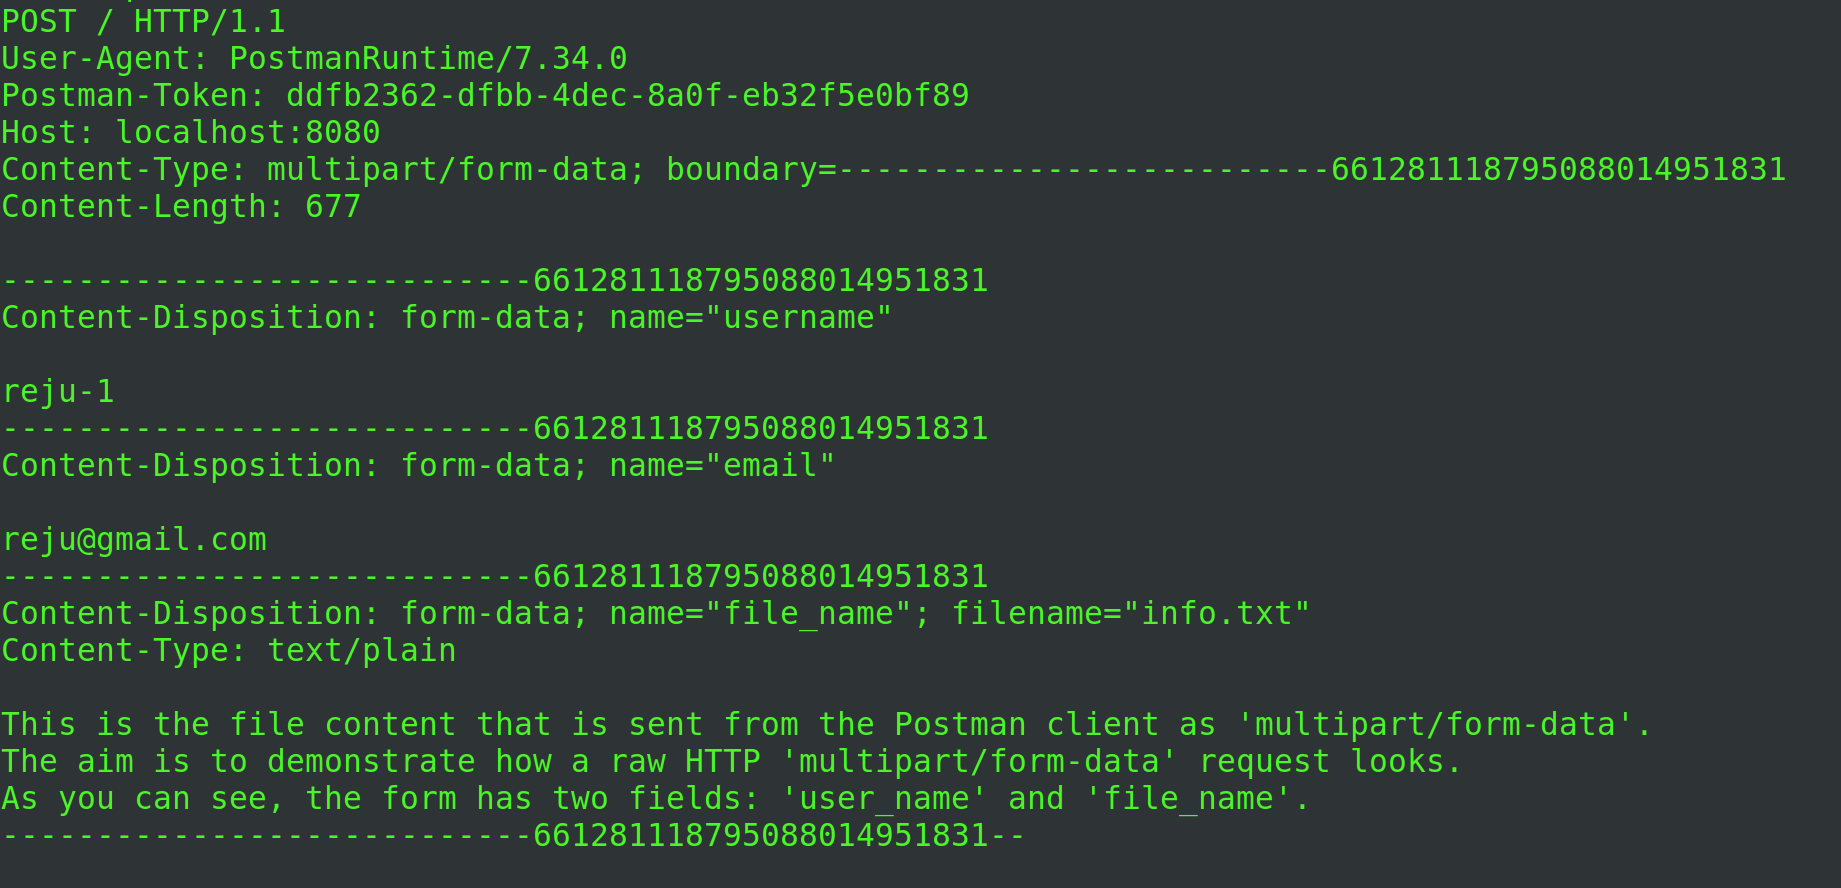 POST / HTTP/1.1
User-Agent: PostmanRuntime/7.34.0
Postman-Token: ddfb2362-dfbb-4dec-8a0f-eb32f5e0bf89
Host: localhost:8080
Content-Type: multipart/form-data; boundary=--------------------------661281118795088014951831
Content-Length: 677

----------------------------661281118795088014951831
Content-Disposition: form-data; name="username"

reju-1
----------------------------661281118795088014951831
Content-Disposition: form-data; name="email"

reju@gmail.com
----------------------------661281118795088014951831
Content-Disposition: form-data; name="file_name"; filename="info.txt"
Content-Type: text/plain

This is the file content that is sent from the Postman client as 'multipart/form-data'.
The aim is to demonstrate how a raw HTTP 'multipart/form-data' request looks.
As you can see, the form has two fields: 'user_name' and 'file_name'.
----------------------------661281118795088014951831--